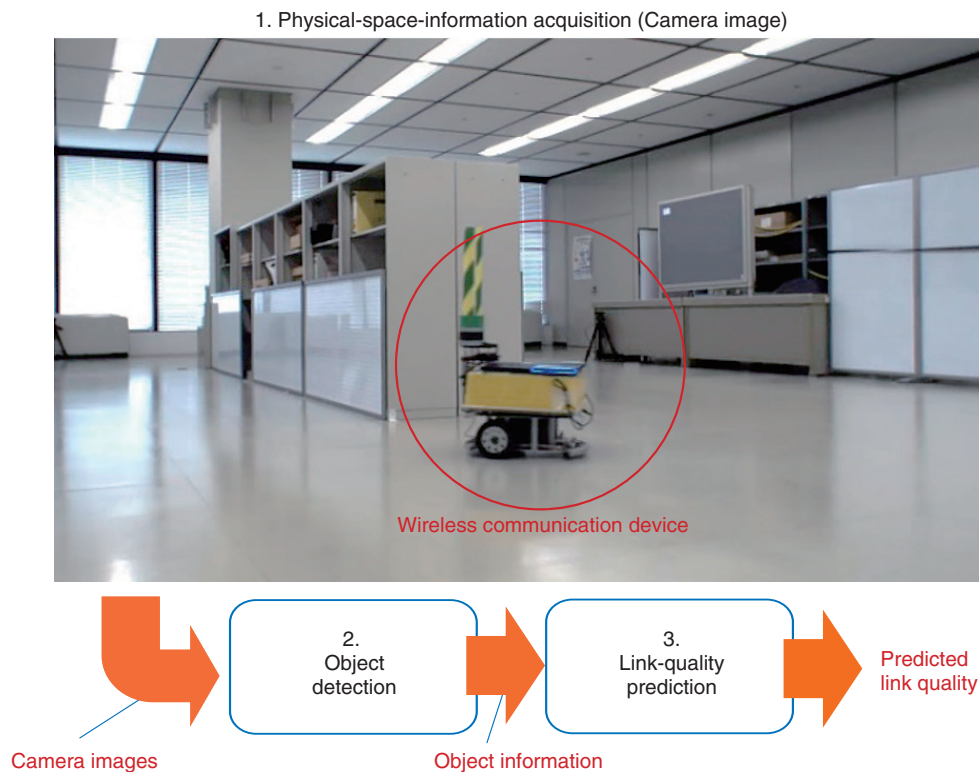 1. Physical-space-information acquisition (Camera image)
Wireless communication device
2.
Object
detection
3.
Link-quality
prediction
Predicted
link quality
Camera images
Object information